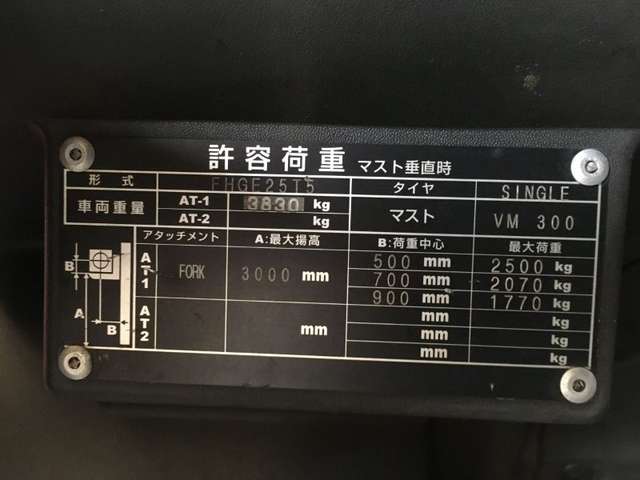 許容荷重 マスト垂直時
形式 FHGE25T5 タイヤ SINGLE
車両重量 AT-1 3830 kg マスト VM 300
AT-2 kg
アタッチメント A:最大揚高 B:荷重中心 最大荷重
AT1 FORK 3000 mm 500 mm 2500 kg
700 mm 2070 kg
900 mm 1770 kg
AT2 mm mm kg
mm kg
mm kg
B
A
B